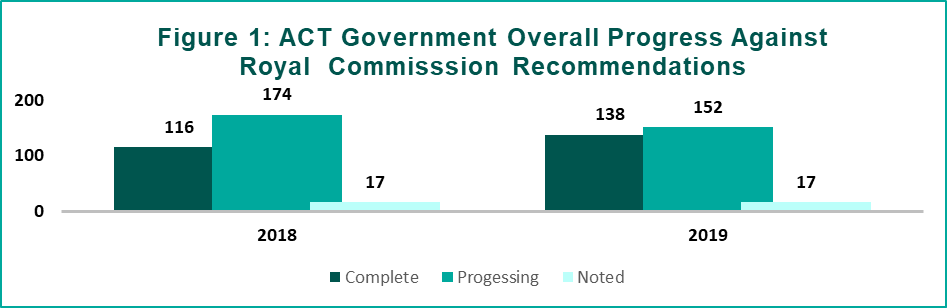 Figure 1: ACT Government Overall Progress Against
Royal Commisssion Recommendations
200
100
0
116
174
17
138
152
17
2018
2019
Complete
Progessing
Noted